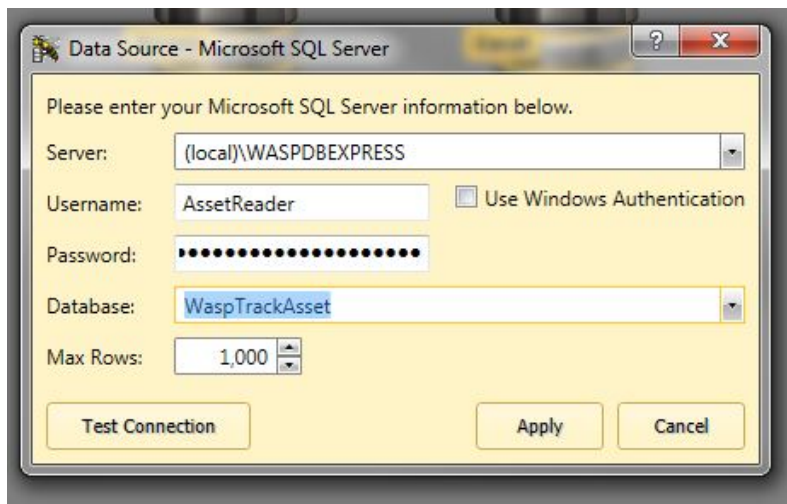 Data Source - Microsoft SQL Server
Please enter your Microsoft SQL Server information below.
Server: (local)\WASPDBEXPRESS
Username: AssetReader Use Windows Authentication
Password: ••••••••••••••••••••
Database: WaspTrackAsset
Max Rows: 1,000
Test Connection Apply Cancel